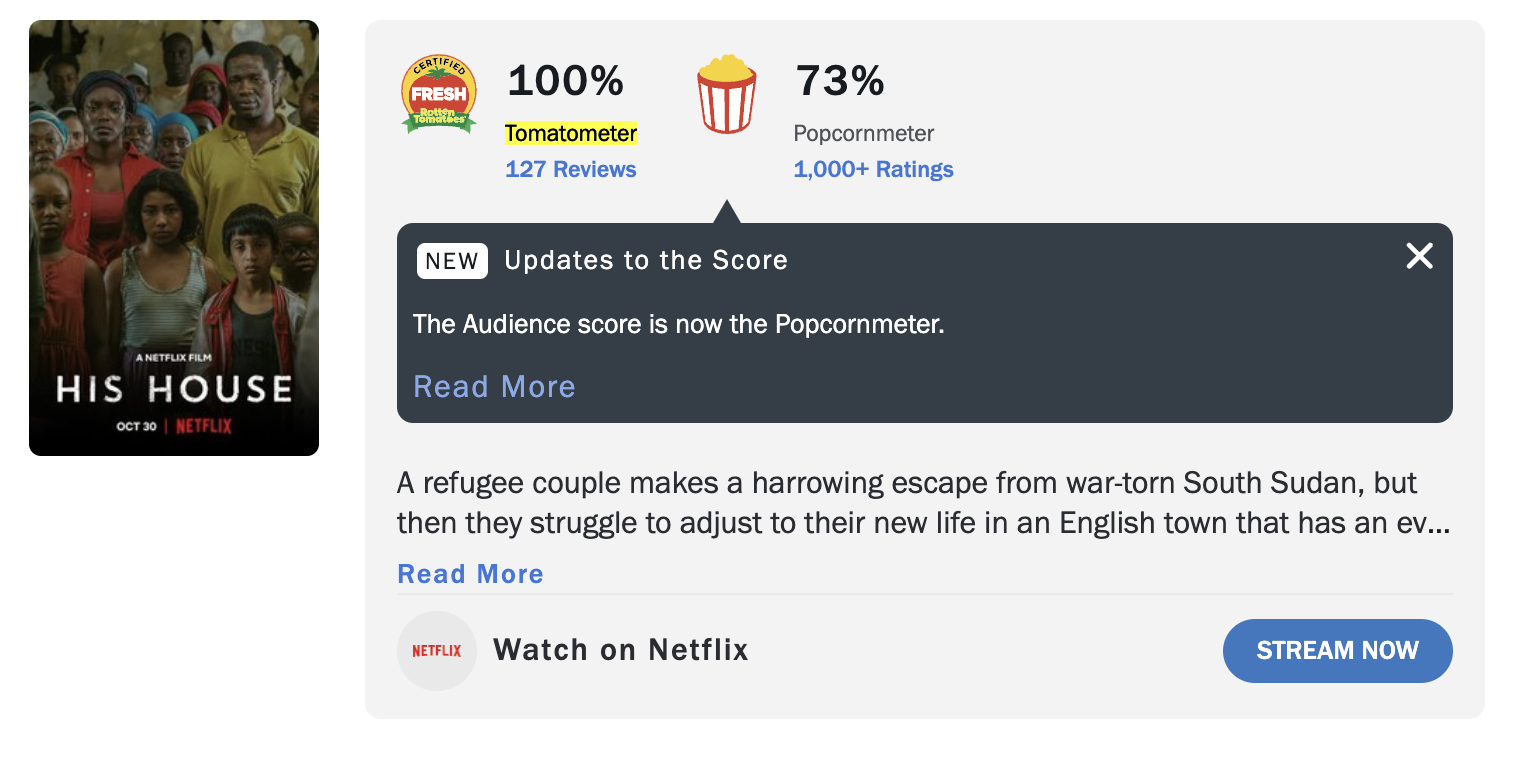 A NETFLIX FILM
HIS HOUSE
OCT 30 | NETFLIX
CERTIFIED
FRESH
Rotten
Tomatoes
100%
Tomatometer
127 Reviews
73%
Popcornmeter
1,000+ Ratings
NEW Updates to the Score
The Audience score is now the Popcornmeter.
Read More
A refugee couple makes a harrowing escape from war-torn South Sudan, but
then they struggle to adjust to their new life in an English town that has an ev...
Read More
NETFLIX Watch on Netflix
STREAM NOW